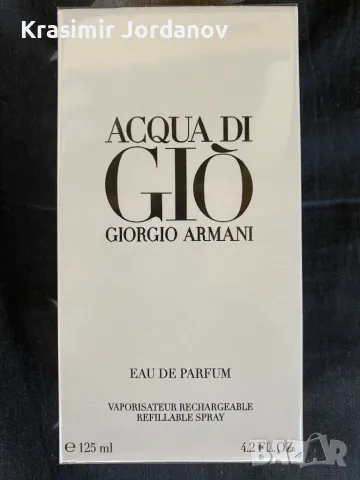 Krasimir Jordanov
ACQUA DI
GIÒ
GIORGIO ARMANI
EAU DE PARFUM
VAPORISATEUR RECHARGEABLE
REFILLABLE SPRAY
℮ 125 ml 4.2 FL.OZ.
BAZAR